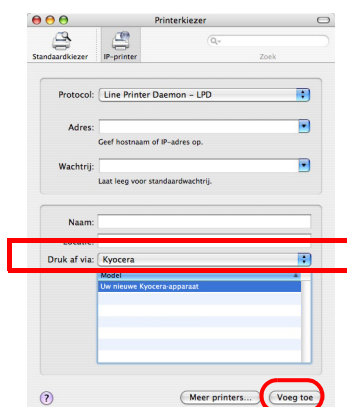 Printerkiezer
Standaardkiezer IP-printer Zoek
Protocol: Line Printer Daemon – LPD
Adres:
Geef hostnaam of IP-adres op.
Wachtrij:
Laat leeg voor standaardwachtrij.
Naam:
Locatie:
Druk af via: Kyocera
Model
Uw nieuwe Kyocera-apparaat
? Meer printers... Voeg toe